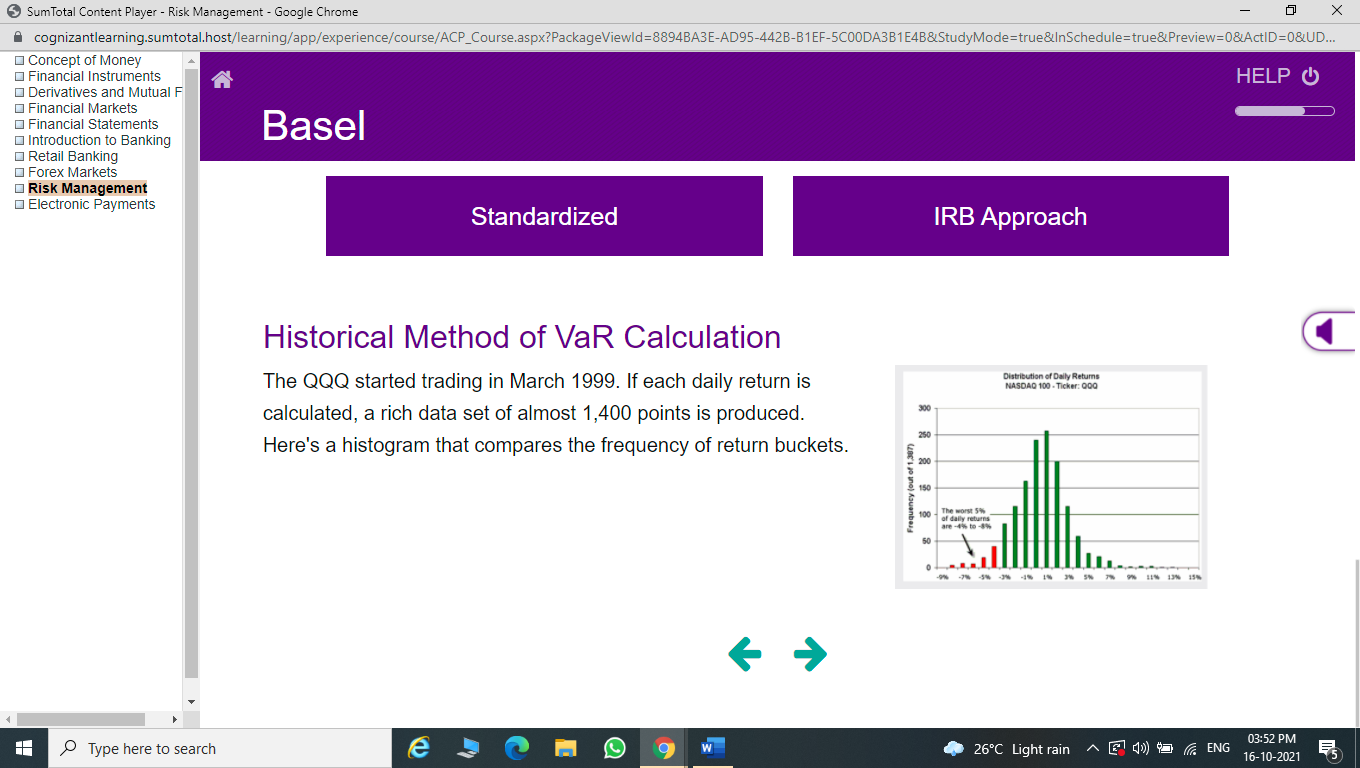 SumTotal Content Player - Risk Management - Google Chrome
cognizantlearning.sumtotal.host/learning/app/experience/course/ACP_Course.aspx?PackageViewId=8894BA3E-AD95-442B-B1EF-5C00DA3B1E4B&StudyMode=true&InSchedule=true&Preview=0&ActID=0&UD...
Concept of Money
Financial Instruments
Derivatives and Mutual F
Financial Markets
Financial Statements
Introduction to Banking
Retail Banking
Forex Markets
Risk Management
Electronic Payments
HELP
Basel
Standardized
IRB Approach
Historical Method of VaR Calculation
The QQQ started trading in March 1999. If each daily return is
calculated, a rich data set of almost 1,400 points is produced.
Here's a histogram that compares the frequency of return buckets.
Distribution of Daily Returns
NASDAQ 100 - Ticker: QQQ
Frequency (out of 1,387)
300
250
200
150
100
50
0
The worst 5%
of daily returns
are -4% to -8%
-9% -7% -5% -3% -1% 1% 3% 5% 7% 9% 11% 13% 15%
Type here to search
W
26°C Light rain
ENG
03:52 PM
16-10-2021
5